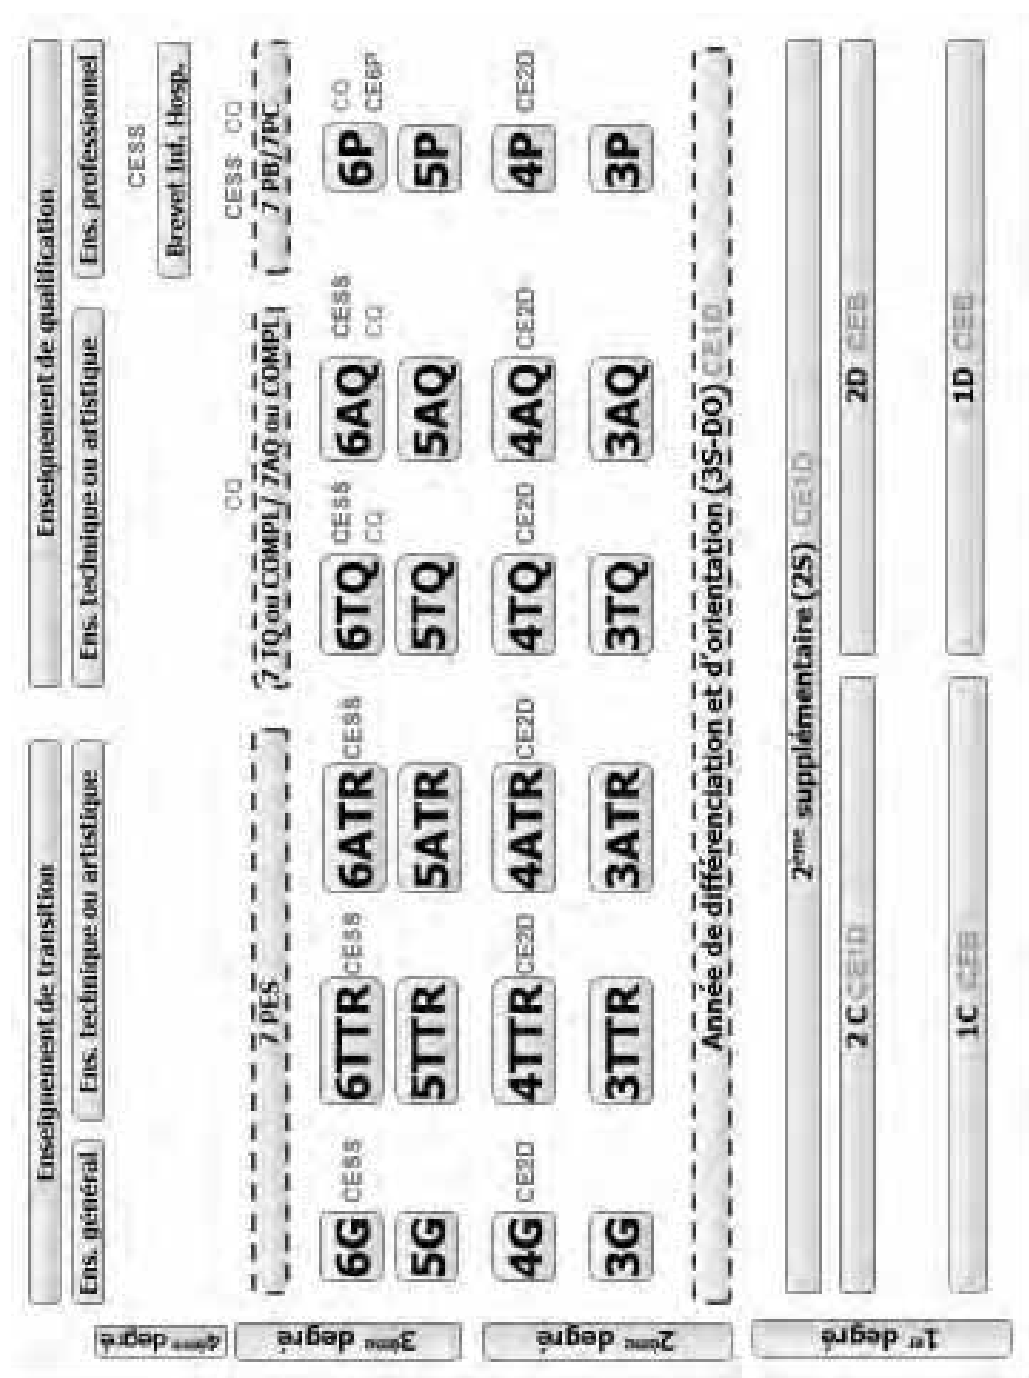 Enseignement de transition
Enseignement de qualification
Ens. général
Ens. technique ou artistique
Ens. technique ou artistique
Ens. professionnel
4ème degré
CESS
Brevet Inf. Hosp.
3ème degré
CQ
CESS CQ
7 PES
7 TQ ou COMPL/ 7AQ ou COMPL
7 PB/7PC
6G CESS
6TTR CESS
6ATR CESS
6TQ CESS CQ
6AQ CESS CQ
6P CQ CE6P
5G
5TTR
5ATR
5TQ
5AQ
5P
2ème degré
4G CE2D
4TTR CE2D
4ATR CE2D
4TQ CE2D
4AQ CE2D
4P CE2D
3G
3TTR
3ATR
3TQ
3AQ
3P
Année de différenciation et d'orientation (3S-DO) CE1D
1er degré
2ème supplémentaire (2S) CE1D
2 C CE1D
2D CEB
1C CEB
1D CEB